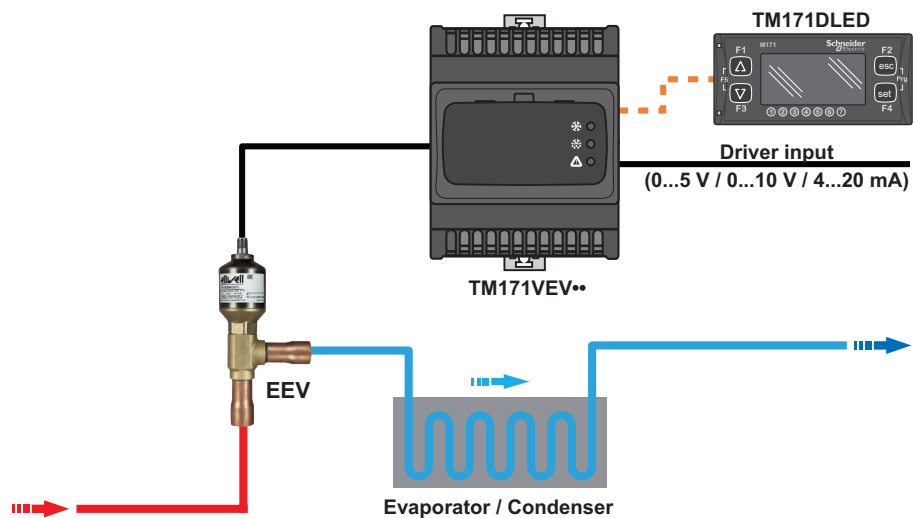 TM171DLED
M171
Schneider
Electric
F1
F2
esc
F5
Prg
set
F3
F4
1 2 3 4 5 6 7
Driver input
(0...5 V / 0...10 V / 4...20 mA)
TM171VEV••
eliwell
EEV
Evaporator / Condenser